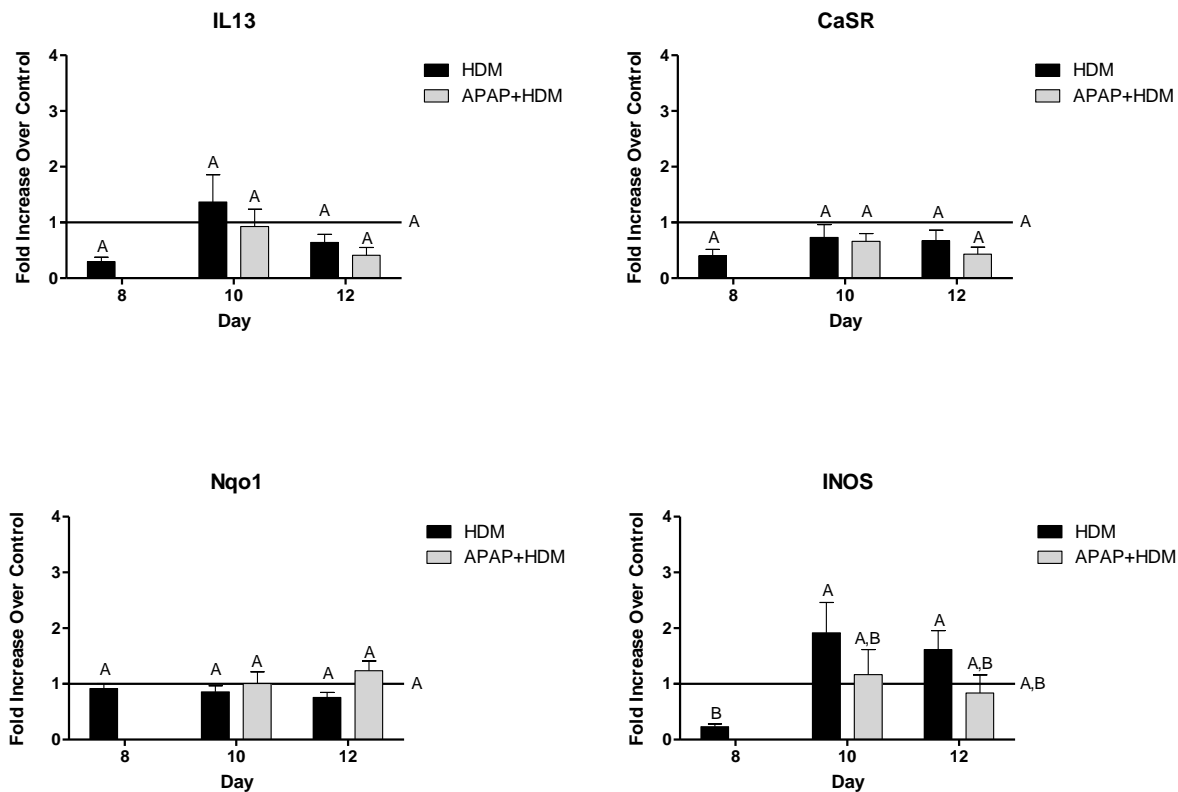 IL13
Fold Increase Over Control
4
3
2
1
0
A
A
A
A
A
A
8
10
12
Day
HDM
APAP+HDM
CaSR
Fold Increase Over Control
4
3
2
1
0
A
A
A
A
A
A
8
10
12
Day
HDM
APAP+HDM
Nqo1
Fold Increase Over Control
4
3
2
1
0
A
A
A
A
A
A
8
10
12
Day
HDM
APAP+HDM
INOS
Fold Increase Over Control
4
3
2
1
0
B
A
A,B
A
A,B
A,B
8
10
12
Day
HDM
APAP+HDM